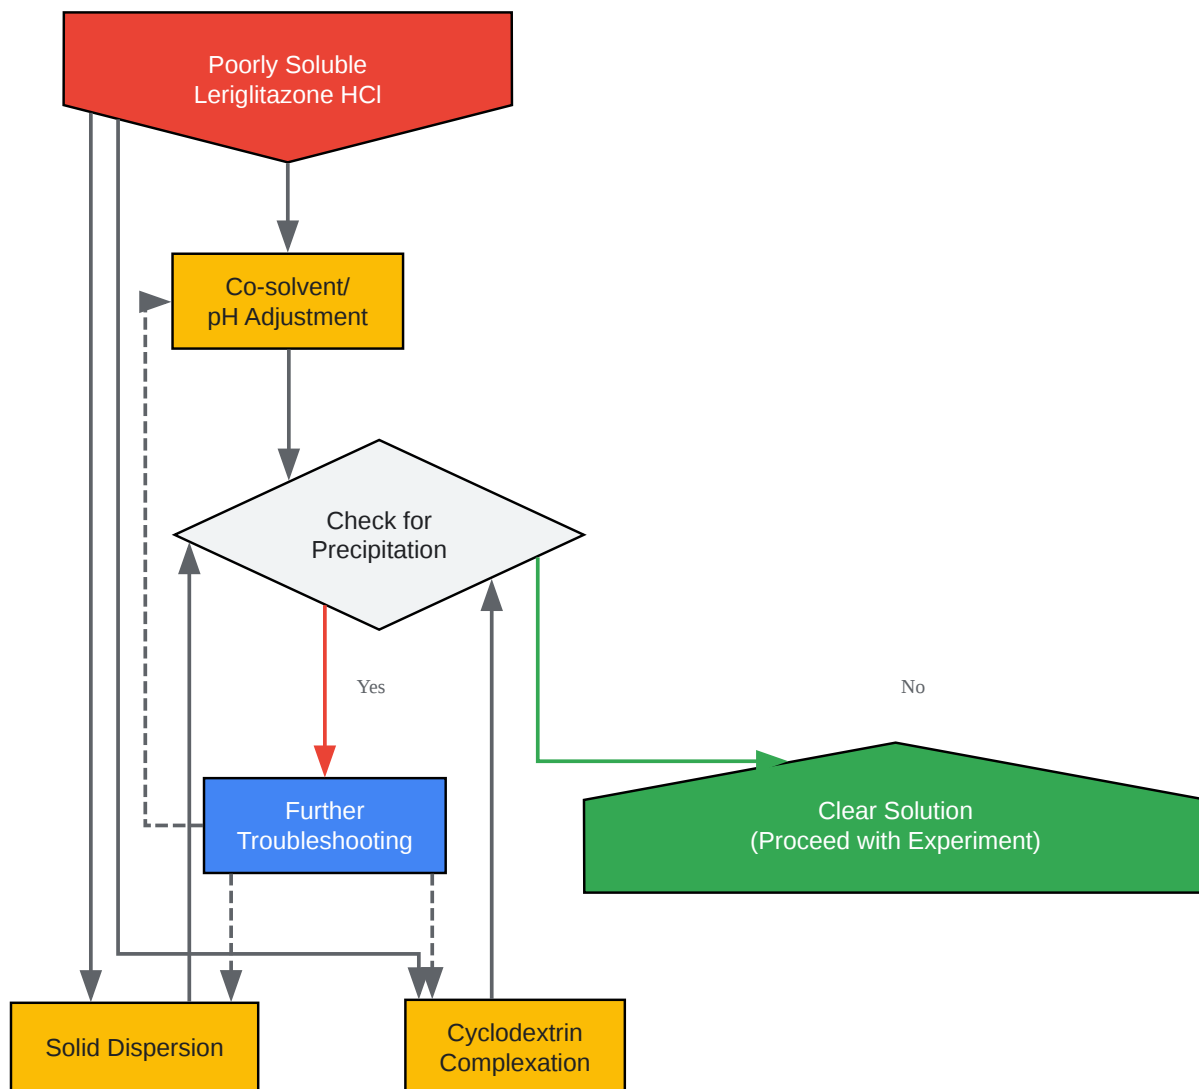 Poorly Soluble
Leriglitazone HCl
Co-solvent/
pH Adjustment
Check for
Precipitation
Yes
No
Further
Troubleshooting
Clear Solution
(Proceed with Experiment)
Solid Dispersion
Cyclodextrin
Complexation